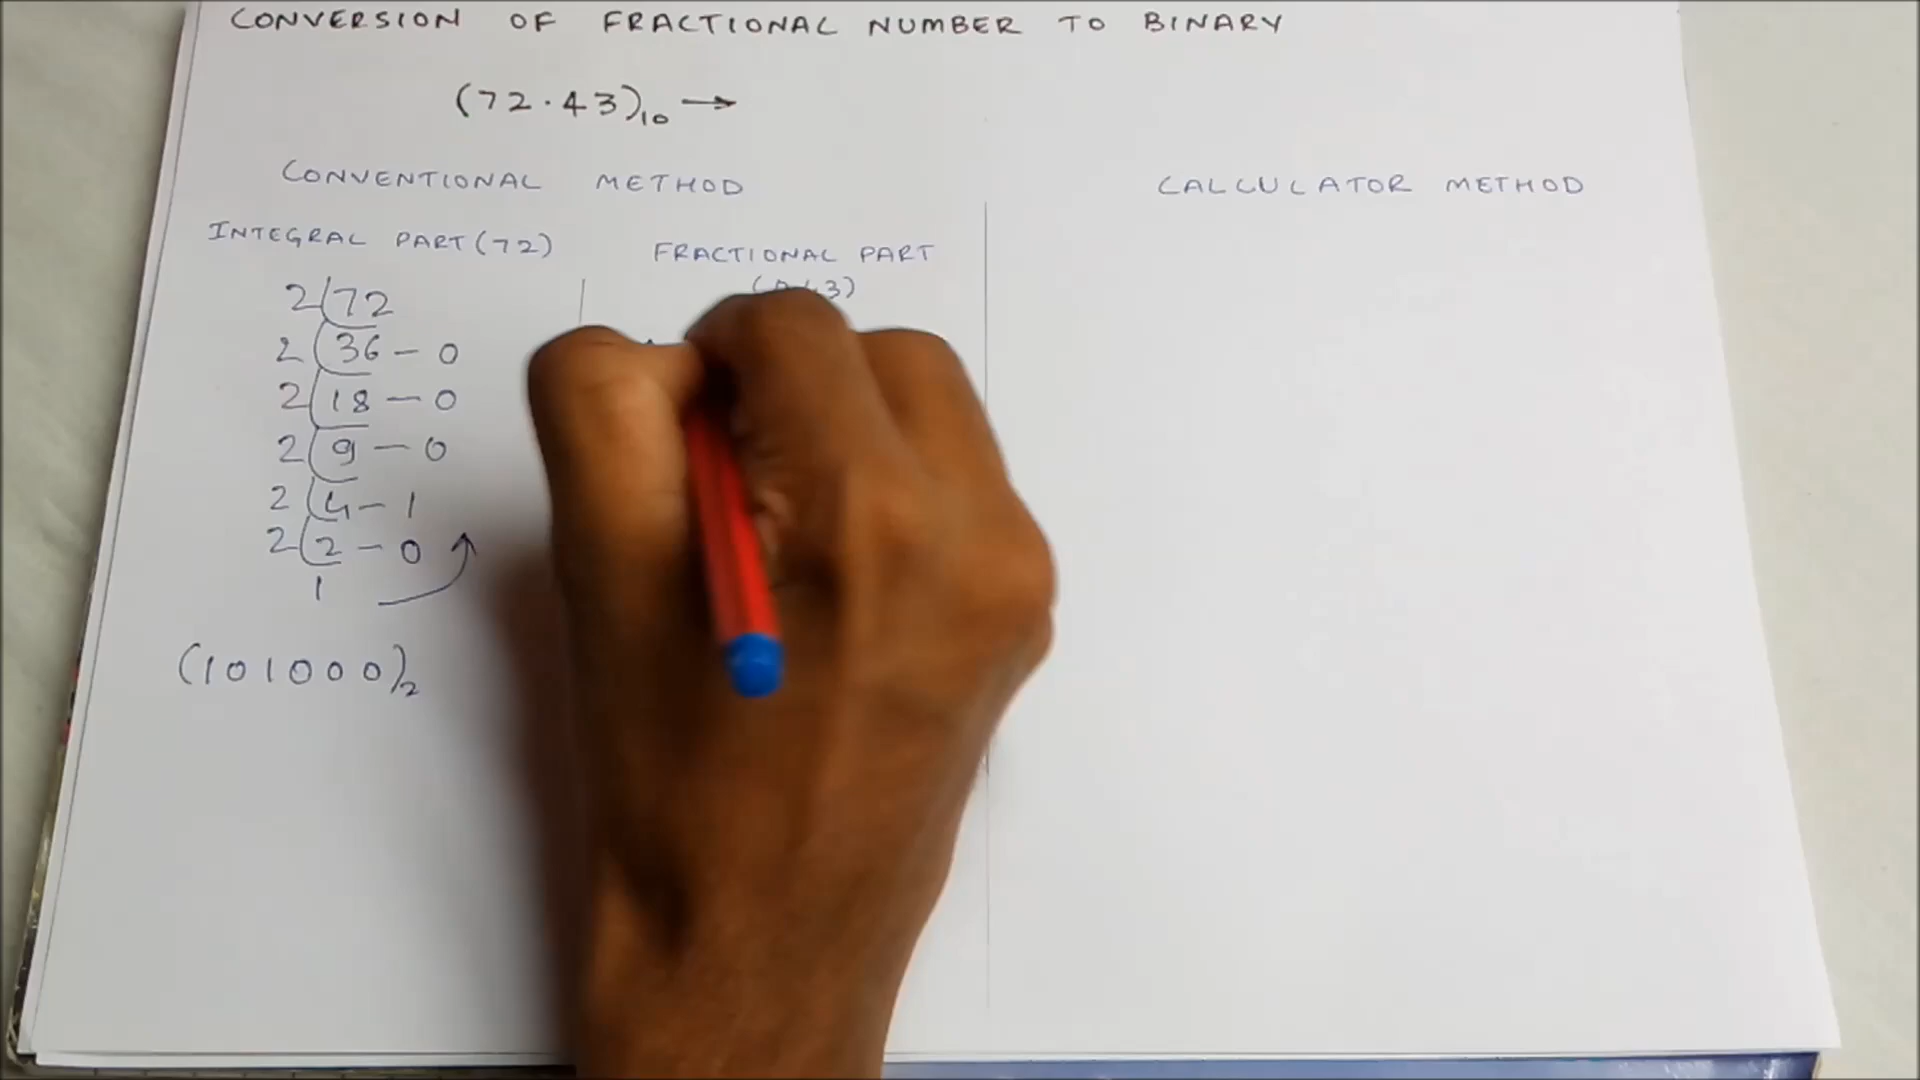 CONVERSION OF FRACTIONAL NUMBER TO BINARY
(72.43)10 →
CONVENTIONAL METHOD
INTEGRAL PART (72)
2 72
2 36 - 0
2 18 - 0
2 9 - 0
2 4 - 1
2 2 - 0
1
(101000)2
FRACTIONAL PART
CALCULATOR METHOD